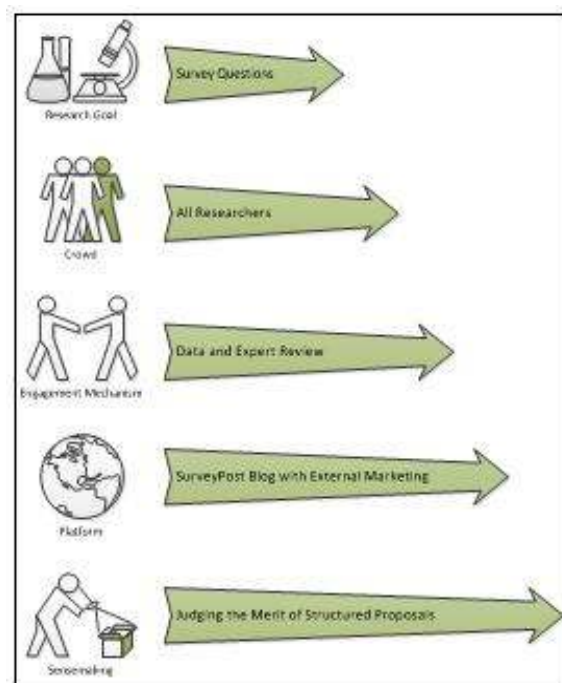 Survey Questions
Research Goal
All Researchers
Crowd
Data and Expert Review
Engagement Mechanism
SurveyPost Blog with External Marketing
Platform
Judging the Merit of Structured Proposals
Sensemaking